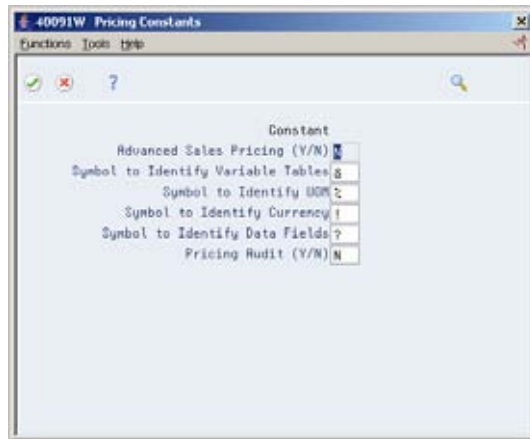 40091W Pricing Constants
Functions Tools Help
?
Constant
Advanced Sales Pricing (Y/N) N
Symbol to Identify Variable Tables &
Symbol to Identify UOM %
Symbol to Identify Currency !
Symbol to Identify Data Fields ?
Pricing Audit (Y/N) N